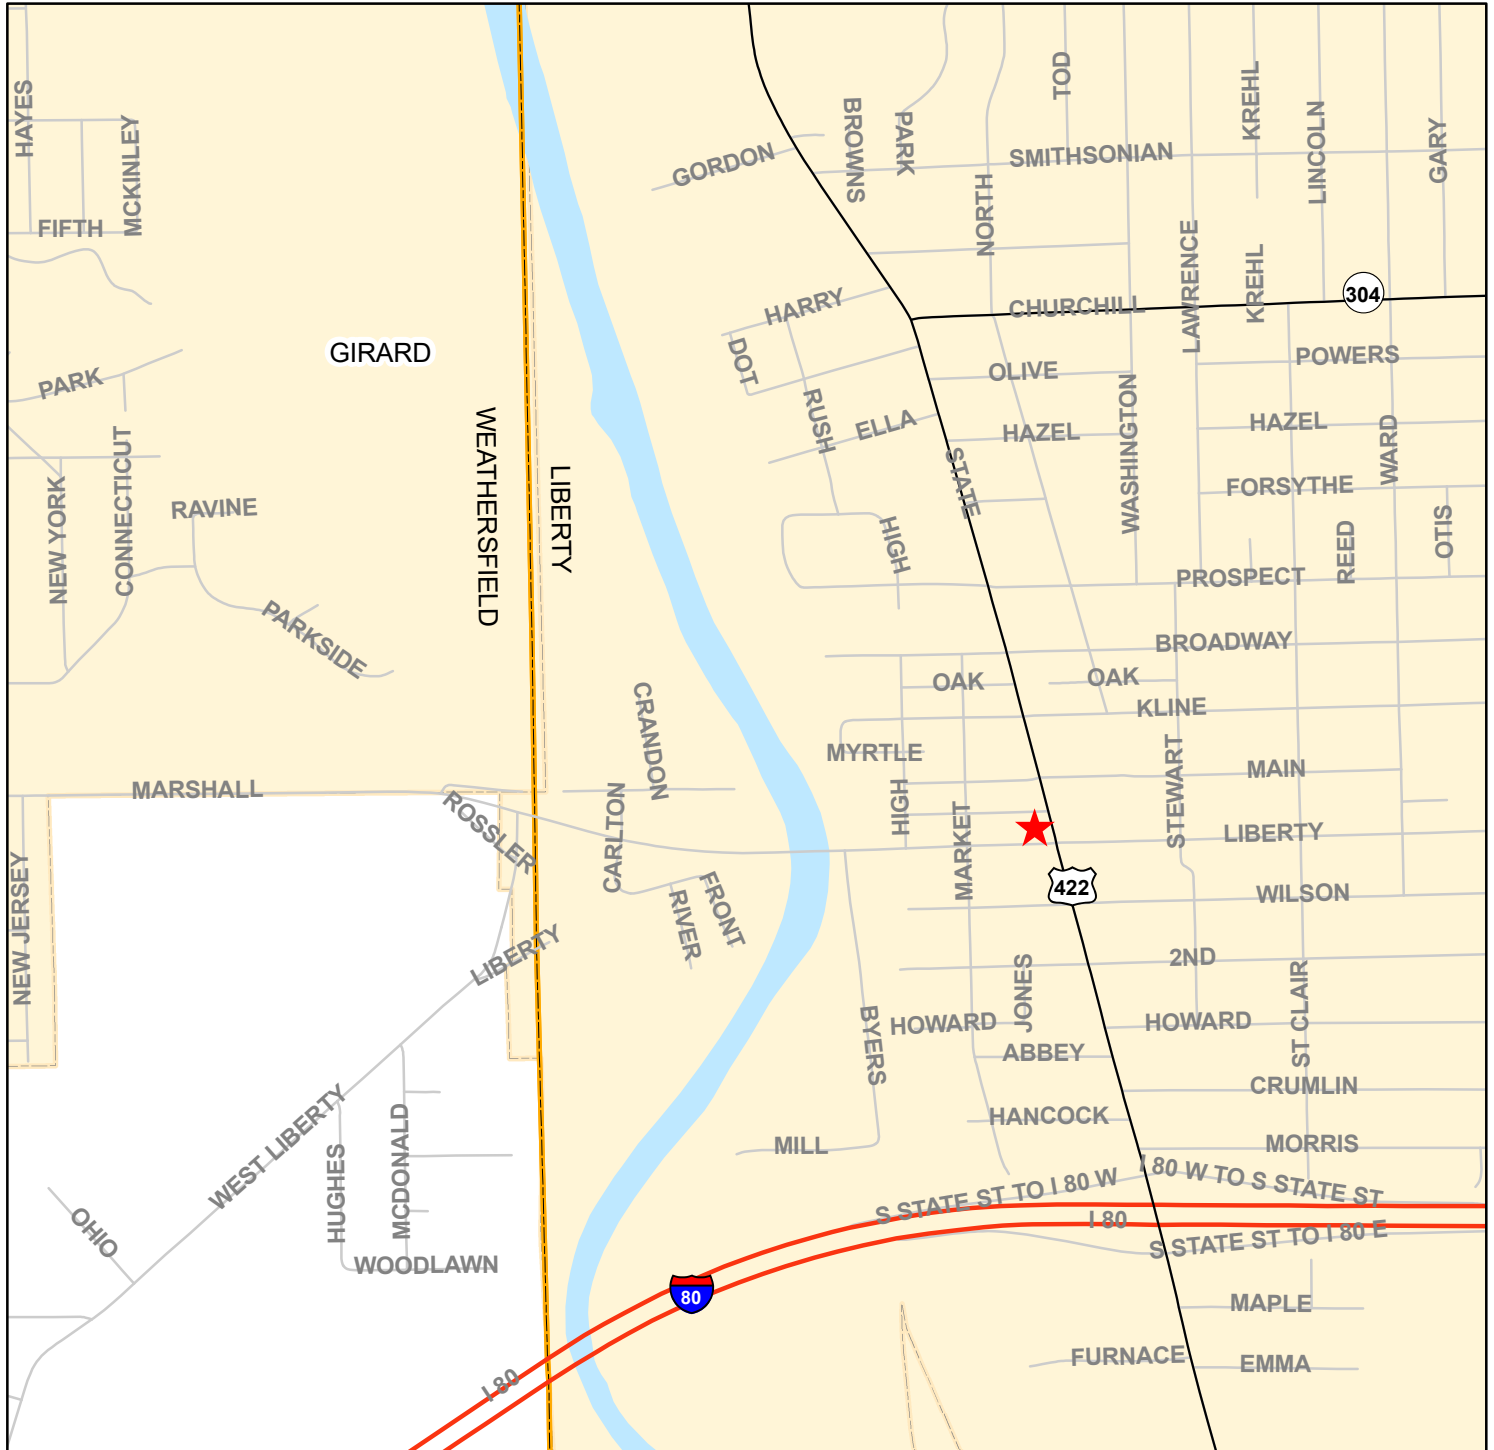 HAYES
MCKINLEY
FIFTH
GORDON
BROWNS
PARK
TOD
KREHL
LINCOLN
GARY
SMITHSONIAN
NORTH
LAWRENCE
KREHL
304
HARRY
CHURCHILL
GIRARD
DOT
OLIVE
POWERS
PARK
RUSH
ELLA
HAZEL
WASHINGTON
HAZEL
WARD
WEATHERSFIELD
LIBERTY
STATE
FORSYTHE
NEW YORK
CONNECTICUT
RAVINE
HIGH
REED
OTIS
PROSPECT
PARKSIDE
BROADWAY
CRANDON
OAK
OAK
KLINE
MYRTLE
STEWART
MAIN
MARSHALL
ROSSLER
CARLTON
HIGH
MARKET
LIBERTY
422
NEW JERSEY
RIVER
FRONT
WILSON
LIBERTY
2ND
JONES
ST CLAIR
BYERS
HOWARD
HOWARD
ABBEY
CRUMLIN
WEST LIBERTY
HUGHES
MCDONALD
HANCOCK
MILL
MORRIS
OHIO
S STATE ST TO I 80 W
I 80 W TO S STATE ST
I 80
S STATE ST TO I 80 E
WOODLAWN
80
MAPLE
I 80
FURNACE
EMMA